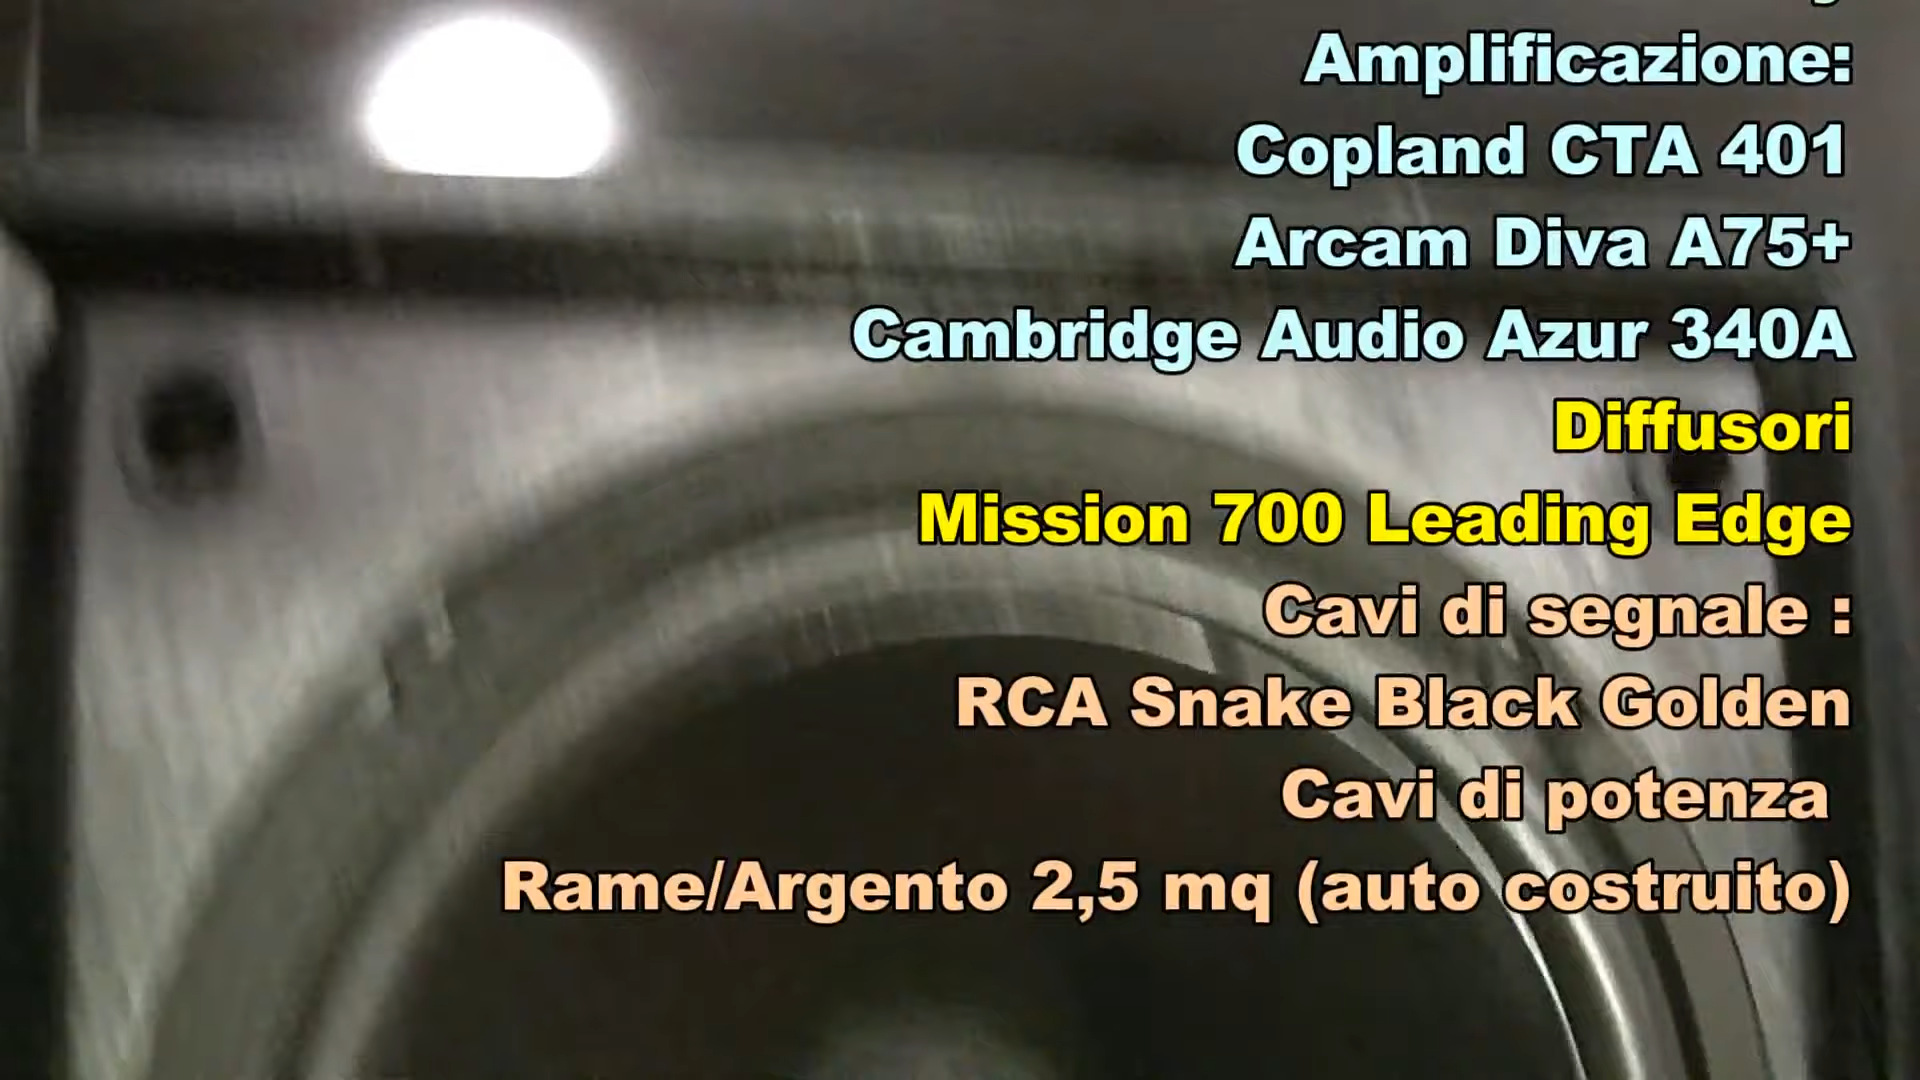 Amplificazione:
Copland CTA 401
Arcam Diva A75+
Cambridge Audio Azur 340A
Diffusori
Mission 700 Leading Edge
Cavi di segnale :
RCA Snake Black Golden
Cavi di potenza
Rame/Argento 2,5 mq (auto costruito)